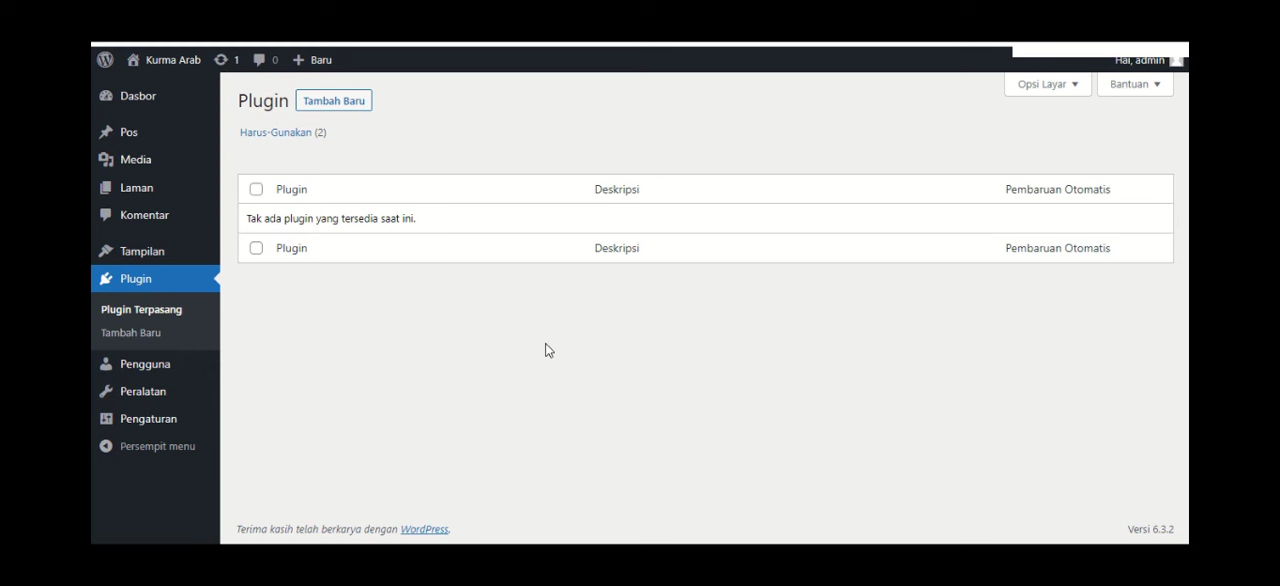 Kurma Arab 1 0 Baru
Hai, admin
Opsi Layar Bantuan
Dasbor
Pos
Media
Laman
Komentar
Tampilan
Plugin
Plugin Terpasang
Tambah Baru
Pengguna
Peralatan
Pengaturan
Persempit menu
Plugin Tambah Baru
Harus-Gunakan (2)
Plugin Deskripsi Pembaruan Otomatis
Tak ada plugin yang tersedia saat ini.
Plugin Deskripsi Pembaruan Otomatis
Terima kasih telah berkarya dengan WordPress.
Versi 6.3.2